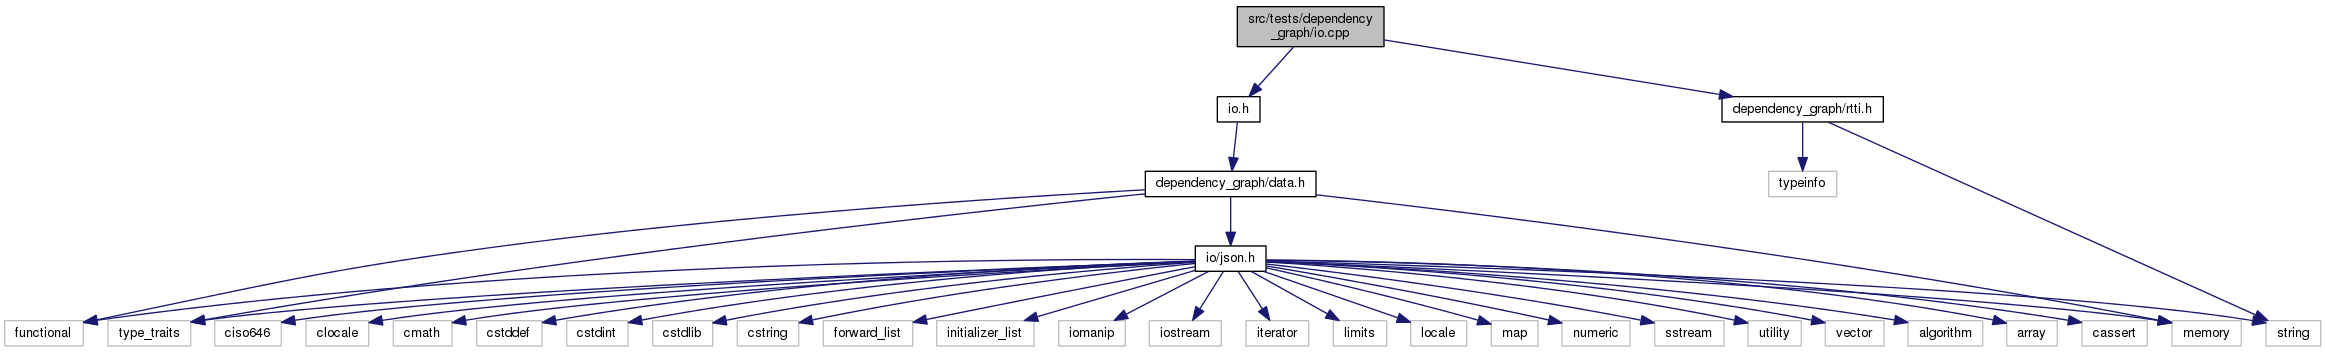 src/tests/dependency
_graph/io.cpp
io.h
dependency_graph/rtti.h
dependency_graph/data.h
typeinfo
io/json.h
functional
type_traits
ciso646
clocale
cmath
cstddef
cstdint
cstdlib
cstring
forward_list
initializer_list
iomanip
iostream
iterator
limits
locale
map
numeric
sstream
utility
vector
algorithm
array
cassert
memory
string